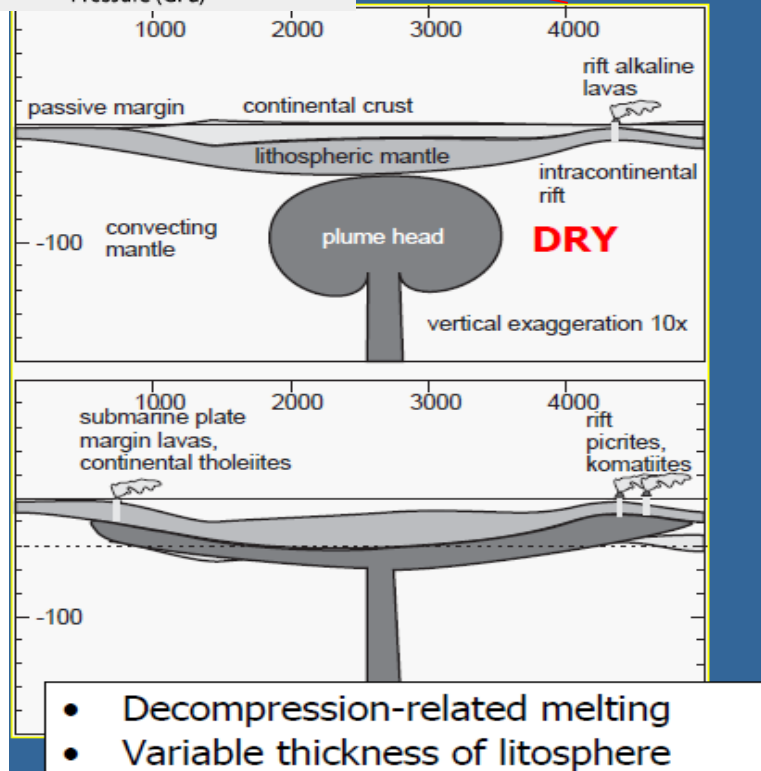 Pressure (GPa)
1000 2000 3000 4000
rift alkaline
lavas
passive margin
continental crust
lithospheric mantle
intracontinental
rift
-100
convecting
mantle
plume head
DRY
vertical exaggeration 10x
1000 2000 3000 4000
submarine plate
margin lavas,
continental tholeiites
rift
picrites,
komatiites
-100
• Decompression-related melting
• Variable thickness of litosphere